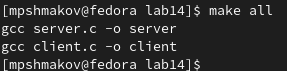 [mpshmakov@fedora lab14]$ make all
gcc server.c -o server
gcc client.c -o client
[mpshmakov@fedora lab14]$